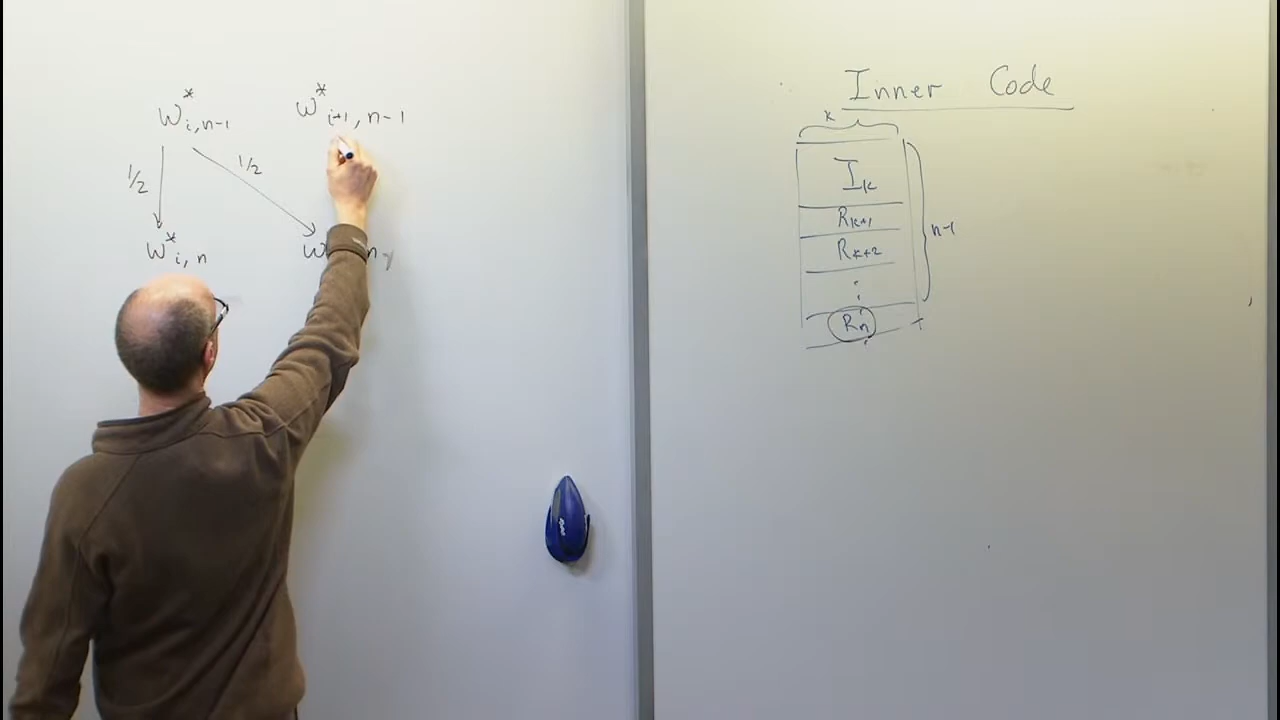 w*i,n-1 w*i+1,n-1
1/2 1/2
w*i,n
Inner Code
k
Ik
Rk+1
Rk+2
⋮
Rn
n-1